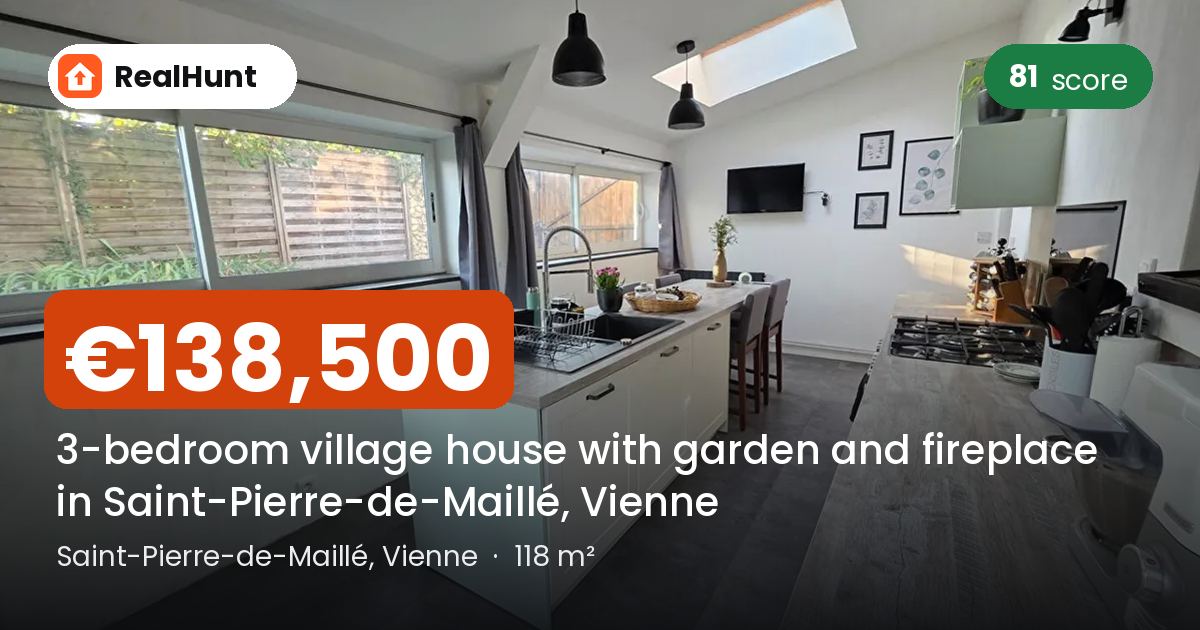 RealHunt
81 score
€138,500
3-bedroom village house with garden and fireplace
in Saint-Pierre-de-Maillé, Vienne
Saint-Pierre-de-Maillé, Vienne · 118 m²